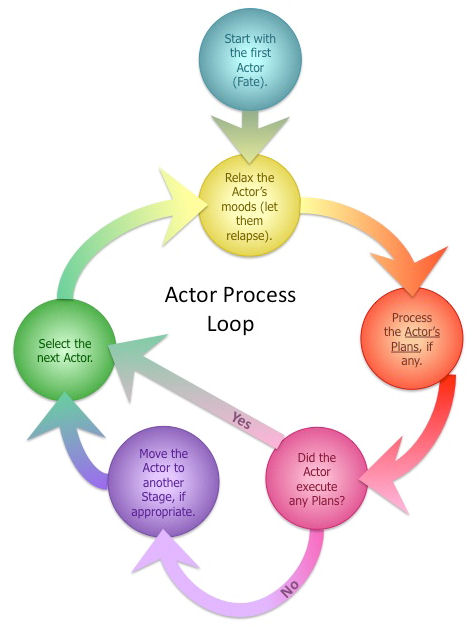 Start with
the first
Actor
(Fate).
Relax the
Actor's
moods (let
them
relapse).
Actor Process
Loop
Process
the Actor's
Plans, if
any.
Did the
Actor
execute
any Plans?
Yes
No
Move the
Actor to
another
Stage, if
appropriate.
Select the
next Actor.